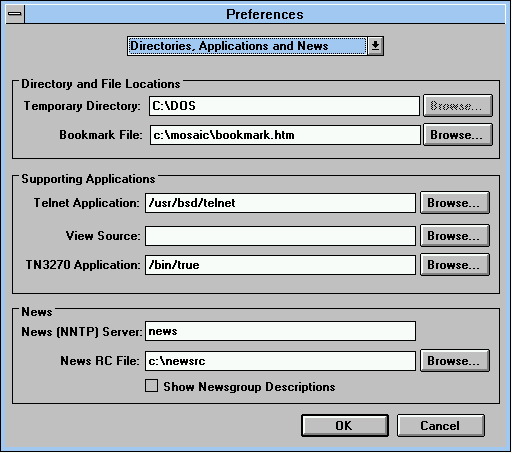 Preferences
Directories, Applications and News
Directory and File Locations
Temporary Directory: C:\DOS Browse...
Bookmark File: c:\mosaic\bookmark.htm Browse...
Supporting Applications
Telnet Application: /usr/bsd/telnet Browse...
View Source: Browse...
TN3270 Application: /bin/true Browse...
News
News (NNTP) Server: news
News RC File: c:\newsrc Browse...
Show Newsgroup Descriptions
OK Cancel